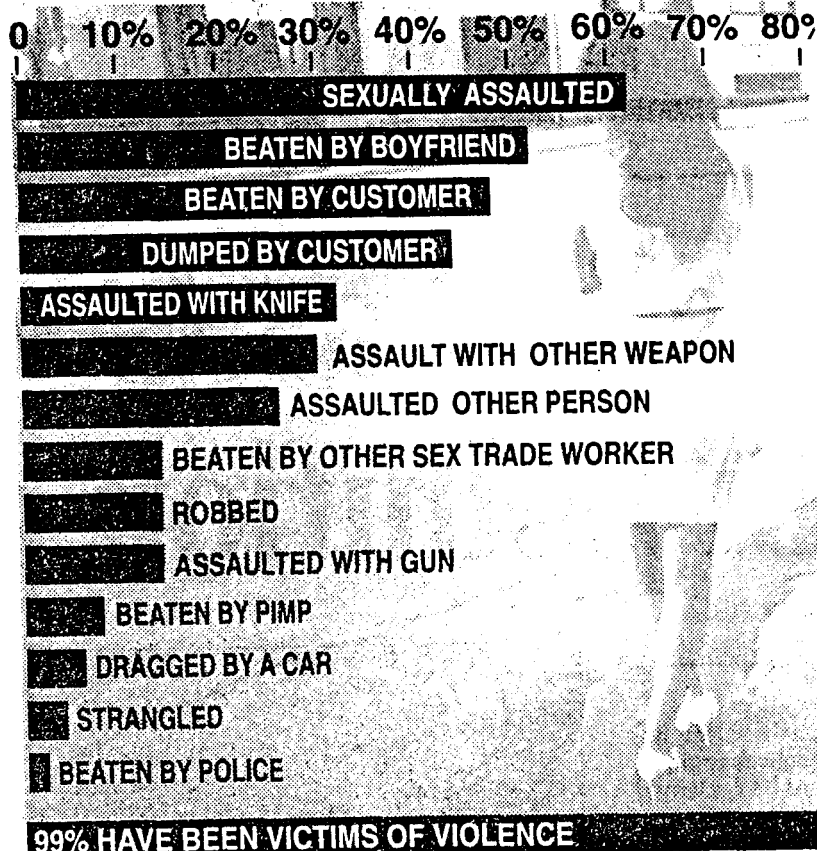 0 10% 20% 30% 40% 50% 60% 70% 80%
SEXUALLY ASSAULTED
BEATEN BY BOYFRIEND
BEATEN BY CUSTOMER
DUMPED BY CUSTOMER
ASSAULTED WITH KNIFE
ASSAULT WITH OTHER WEAPON
ASSAULTED OTHER PERSON
BEATEN BY OTHER SEX TRADE WORKER
ROBBED
ASSAULTED WITH GUN
BEATEN BY PIMP
DRAGGED BY A CAR
STRANGLED
BEATEN BY POLICE
99% HAVE BEEN VICTIMS OF VIOLENCE